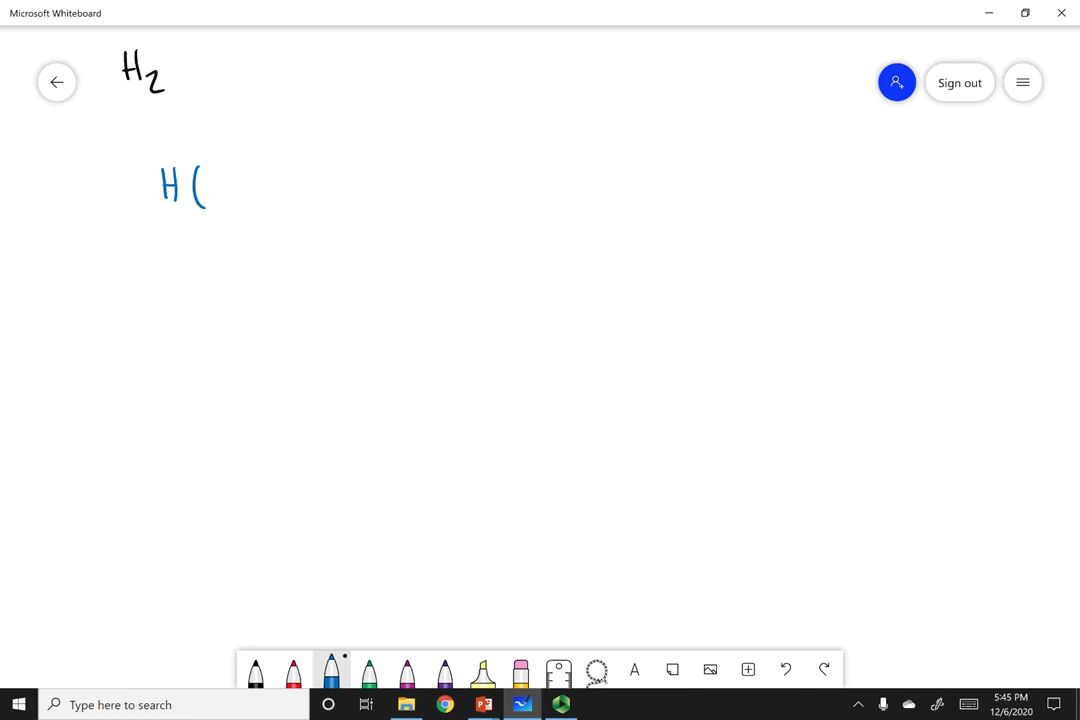 Microsoft Whiteboard
H₂
Sign out
H (
A
Type here to search
5:45 PM
12/6/2020